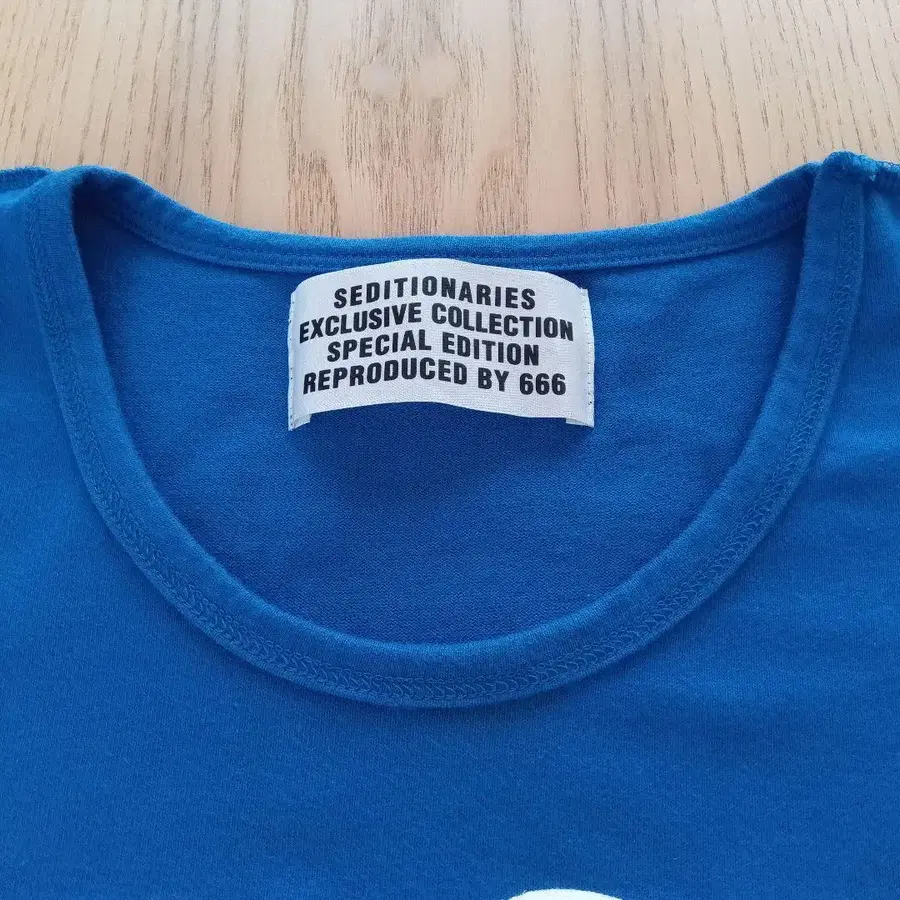 SEDITIONARIES
EXCLUSIVE COLLECTION
SPECIAL EDITION
REPRODUCED BY 666